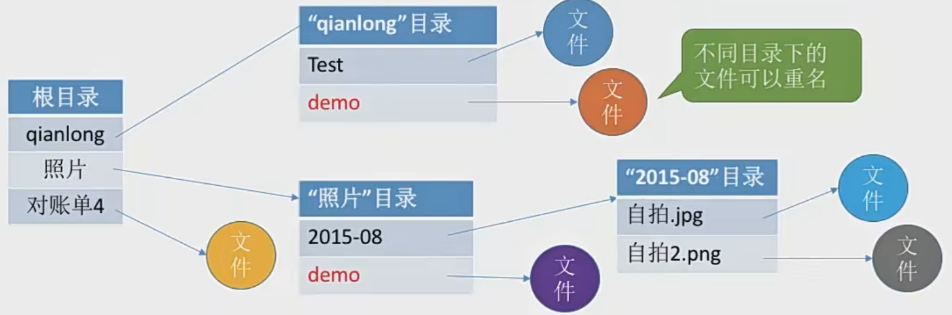 根目录
qianlong
照片
对账单4
文件
“qianlong”目录
Test
demo
文件
文件
不同目录下的
文件可以重名
“照片”目录
2015-08
demo
文件
“2015-08”目录
自拍.jpg
自拍2.png
文件
文件